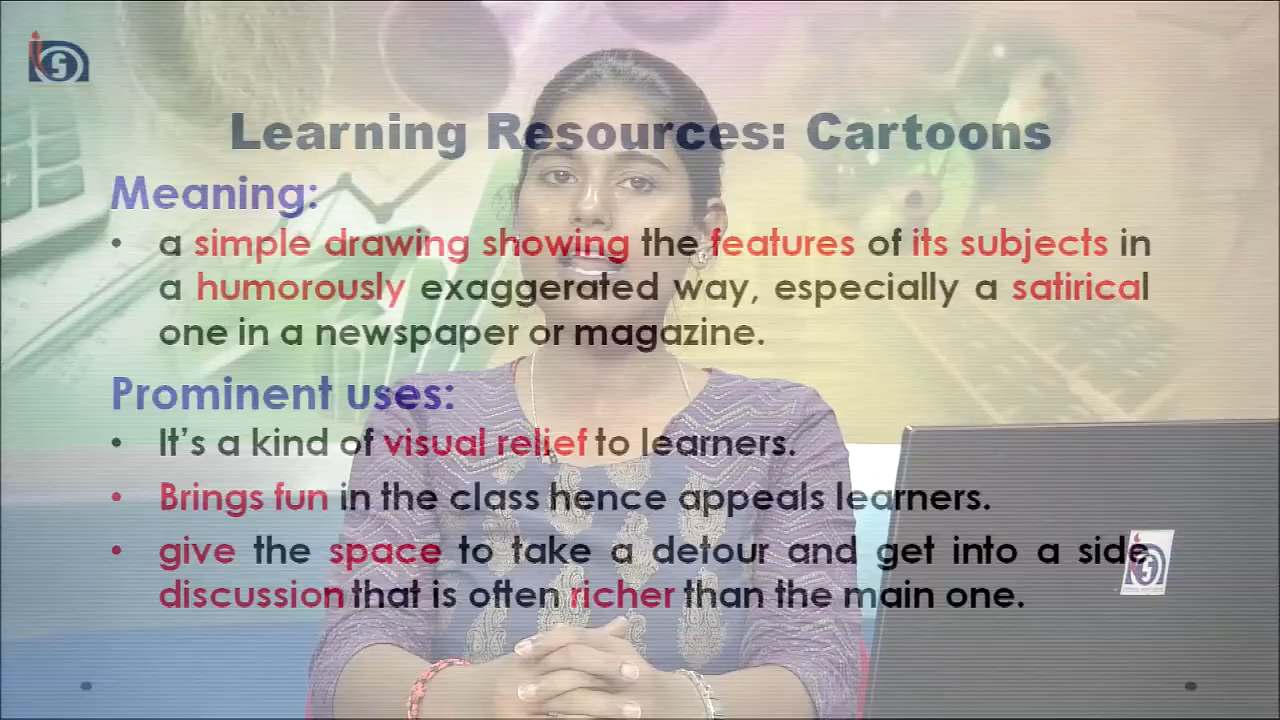 Learning Resources: Cartoons
Meaning:
• a simple drawing showing the features of its subjects in
a humorously exaggerated way, especially a satirical
one in a newspaper or magazine.
Prominent uses:
• It's a kind of visual relief to learners.
• Brings fun in the class hence appeals learners.
• give the space to take a detour and get into a side
discussion that is often richer than the main one.